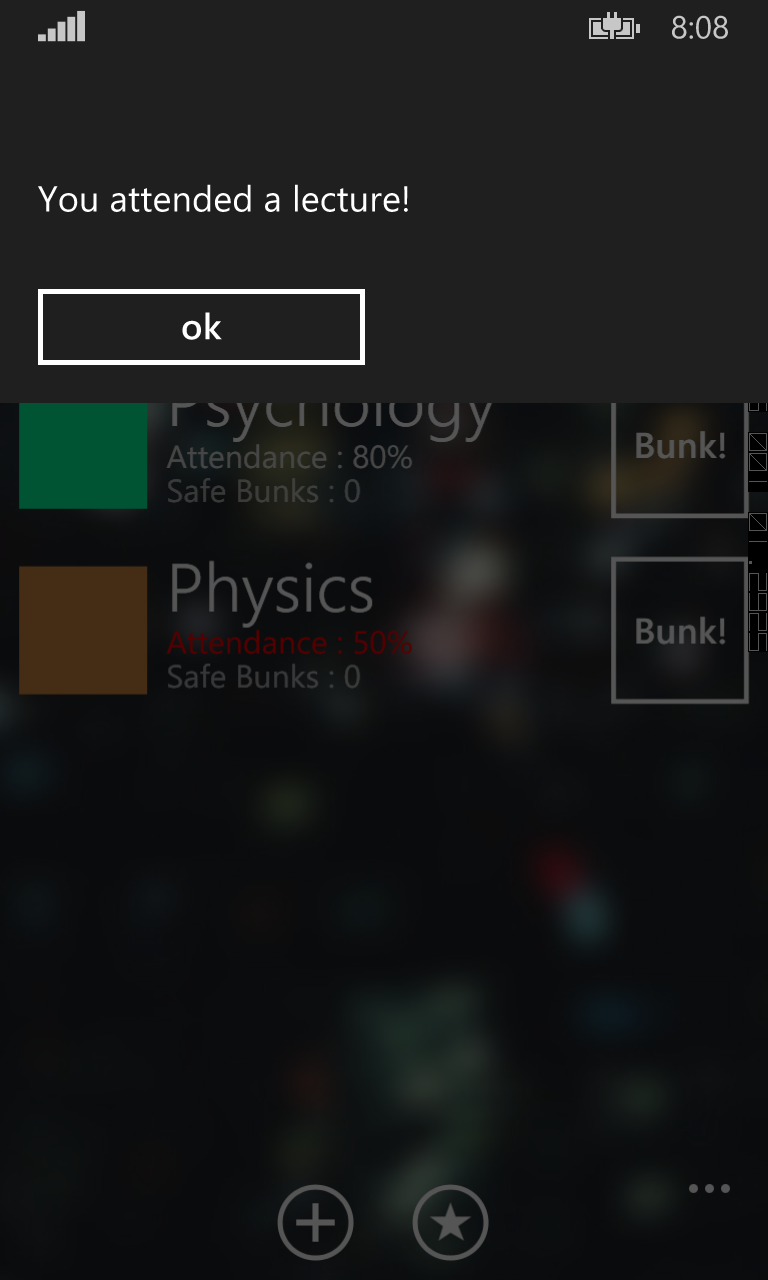 8:08
You attended a lecture!
ok
Psychology
Attendance : 80%
Safe Bunks : 0
Bunk!
Physics
Attendance : 50%
Safe Bunks : 0
Bunk!